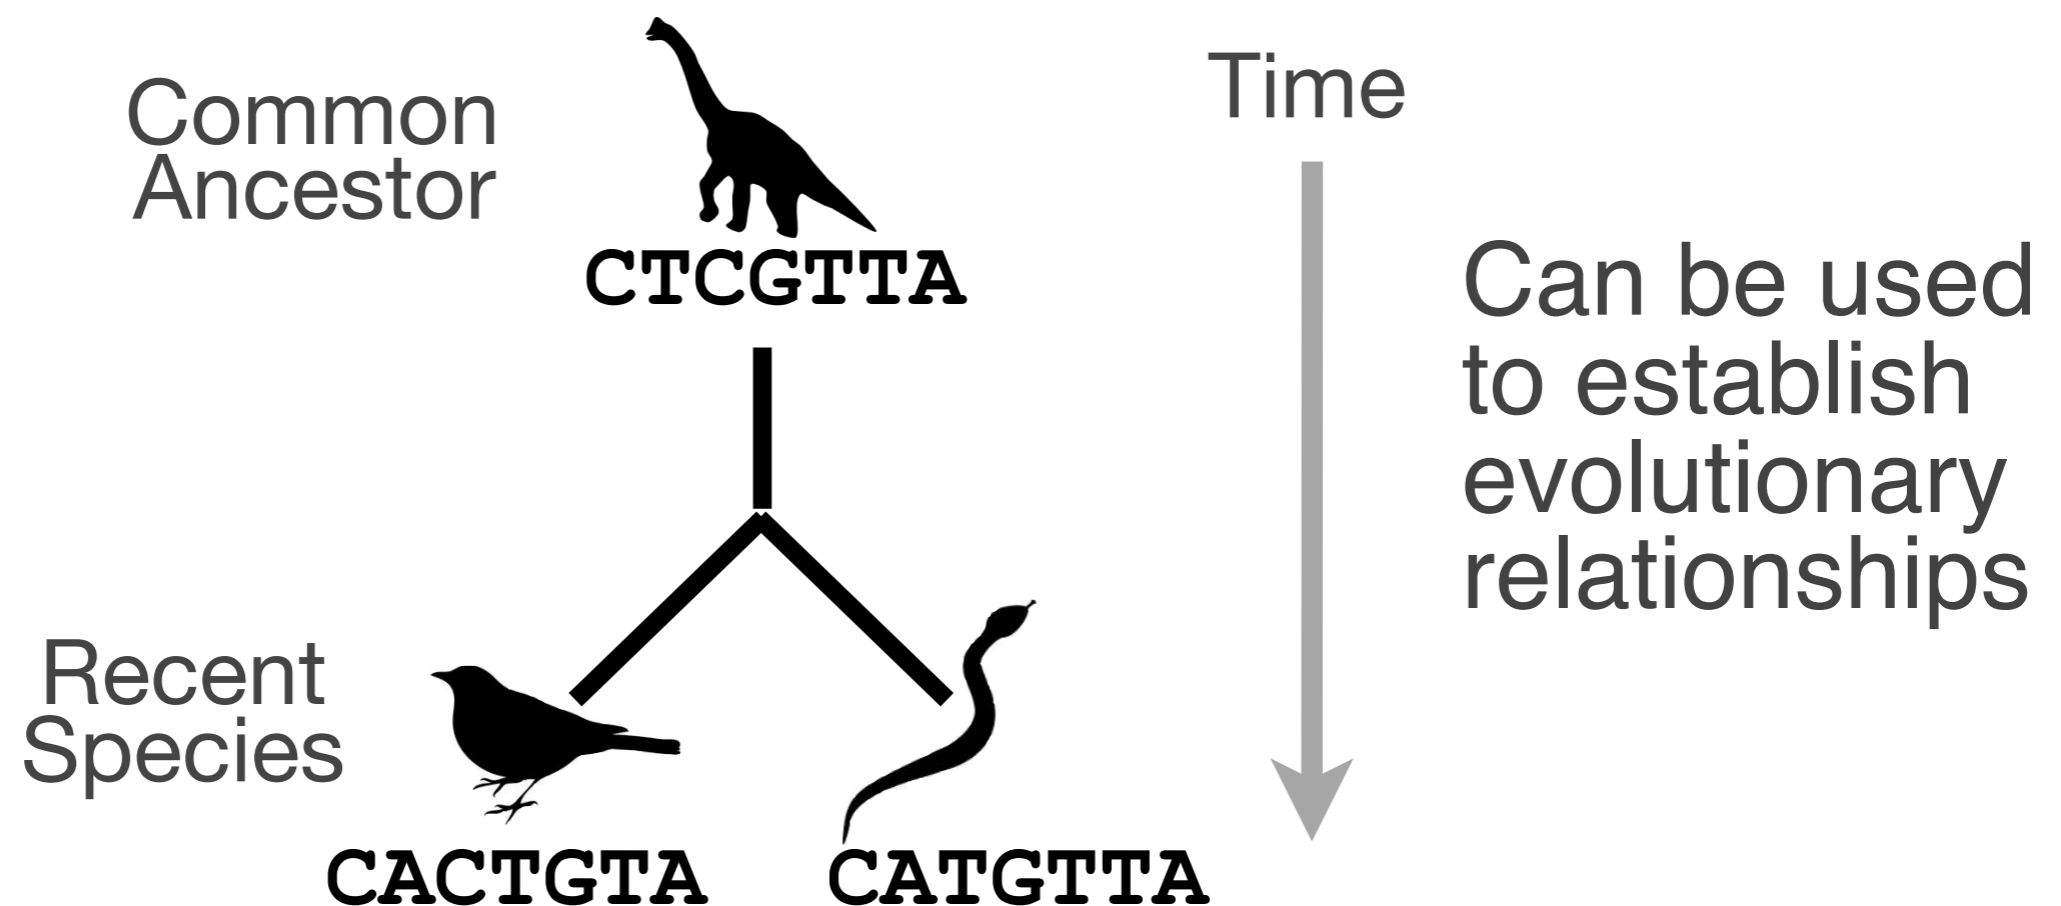 Common
Ancestor
CTCGTTA
Time
Can be used
to establish
evolutionary
relationships
Recent
Species
CACTGTA
CATGTTA